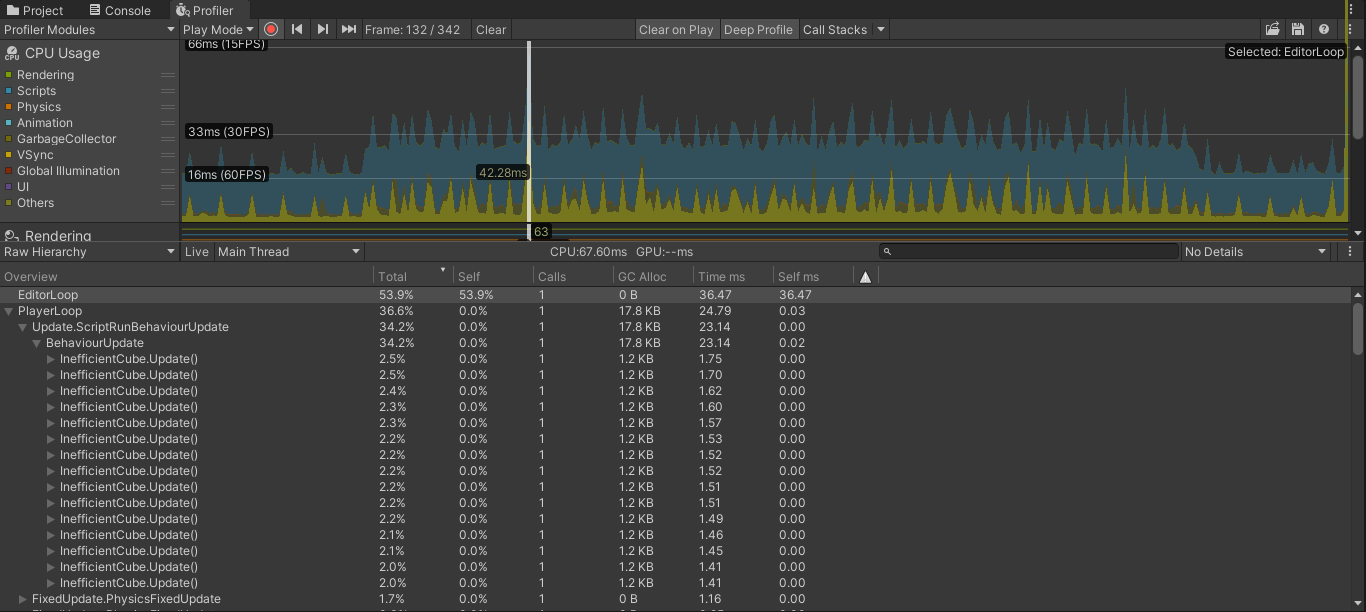 Project Console Profiler
Profiler Modules Play Mode Frame: 132 / 342 Clear Clear on Play Deep Profile Call Stacks
CPU Usage
CPU
Rendering
Scripts
Physics
Animation
GarbageCollector
VSync
Global Illumination
UI
Others
Rendering
66ms (15FPS)
33ms (30FPS)
16ms (60FPS)
42.28ms
63
Selected: EditorLoop
Raw Hierarchy Live Main Thread CPU:67.60ms GPU:--ms No Details
Overview Total Self Calls GC Alloc Time ms Self ms
EditorLoop 53.9% 53.9% 1 0 B 36.47 36.47
PlayerLoop 36.6% 0.0% 1 17.8 KB 24.79 0.03
Update.ScriptRunBehaviourUpdate 34.2% 0.0% 1 17.8 KB 23.14 0.00
BehaviourUpdate 34.2% 0.0% 1 17.8 KB 23.14 0.02
InefficientCube.Update() 2.5% 0.0% 1 1.2 KB 1.75 0.00
InefficientCube.Update() 2.5% 0.0% 1 1.2 KB 1.70 0.00
InefficientCube.Update() 2.4% 0.0% 1 1.2 KB 1.62 0.00
InefficientCube.Update() 2.3% 0.0% 1 1.2 KB 1.60 0.00
InefficientCube.Update() 2.3% 0.0% 1 1.2 KB 1.57 0.00
InefficientCube.Update() 2.2% 0.0% 1 1.2 KB 1.53 0.00
InefficientCube.Update() 2.2% 0.0% 1 1.2 KB 1.52 0.00
InefficientCube.Update() 2.2% 0.0% 1 1.2 KB 1.52 0.00
InefficientCube.Update() 2.2% 0.0% 1 1.2 KB 1.51 0.00
InefficientCube.Update() 2.2% 0.0% 1 1.2 KB 1.51 0.00
InefficientCube.Update() 2.2% 0.0% 1 1.2 KB 1.49 0.00
InefficientCube.Update() 2.1% 0.0% 1 1.2 KB 1.46 0.00
InefficientCube.Update() 2.1% 0.0% 1 1.2 KB 1.45 0.00
InefficientCube.Update() 2.0% 0.0% 1 1.2 KB 1.41 0.00
InefficientCube.Update() 2.0% 0.0% 1 1.2 KB 1.41 0.00
FixedUpdate.PhysicsFixedUpdate 1.7% 0.0% 1 0 B 1.16 0.00